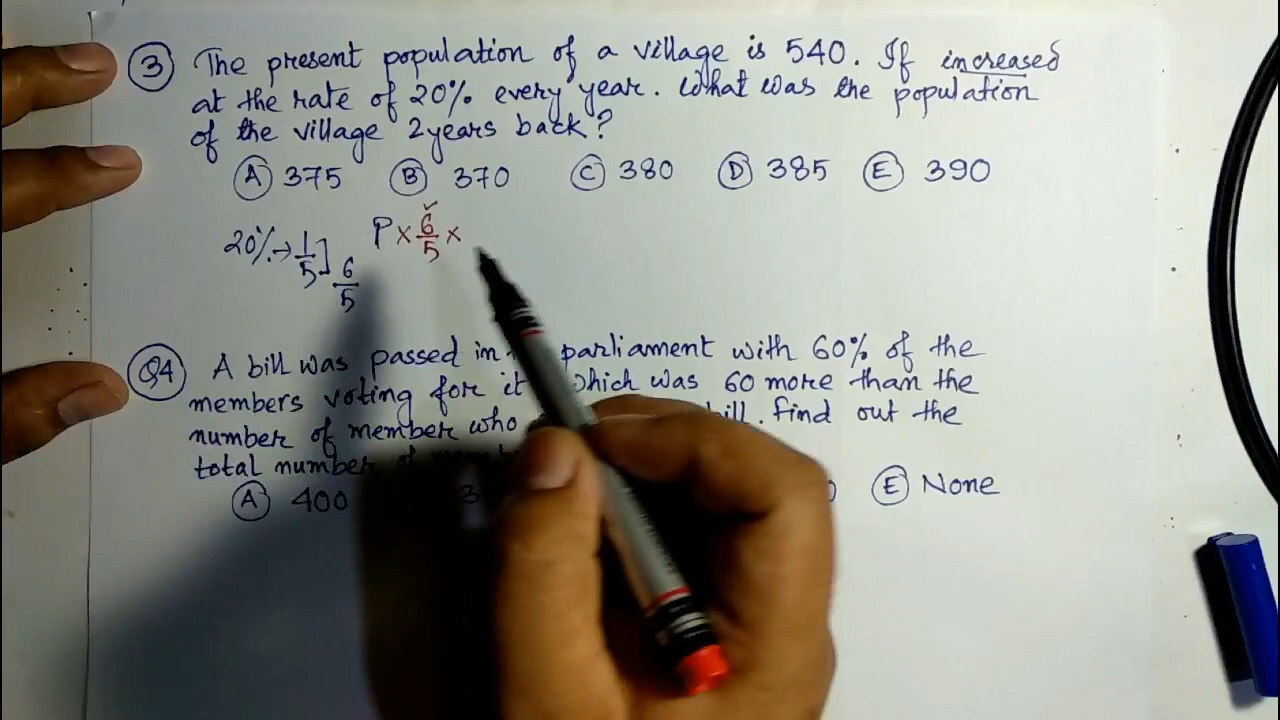 ③ The present population of a village is 540. If increased
at the rate of 20% every year. What was the population
of the village 2years back?
Ⓐ 375 Ⓑ 370 Ⓒ 380 Ⓓ 385 Ⓔ 390
20% → 1/5] 6/5 P × 6/5 ×
Q4 A bill was passed in parliament with 60% of the
members voting for it which was 60 more than the
number of member who bill. find out the
total number
Ⓐ 400 3 Ⓔ None